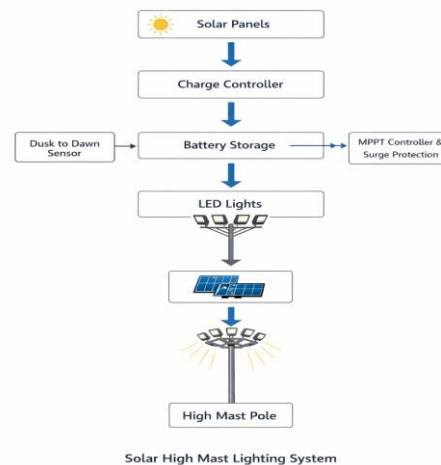 Solar Panels
Charge Controller
Dusk to Dawn
Sensor
Battery Storage
MPPT Controller &
Surge Protection
LED Lights
High Mast Pole
Solar High Mast Lighting System